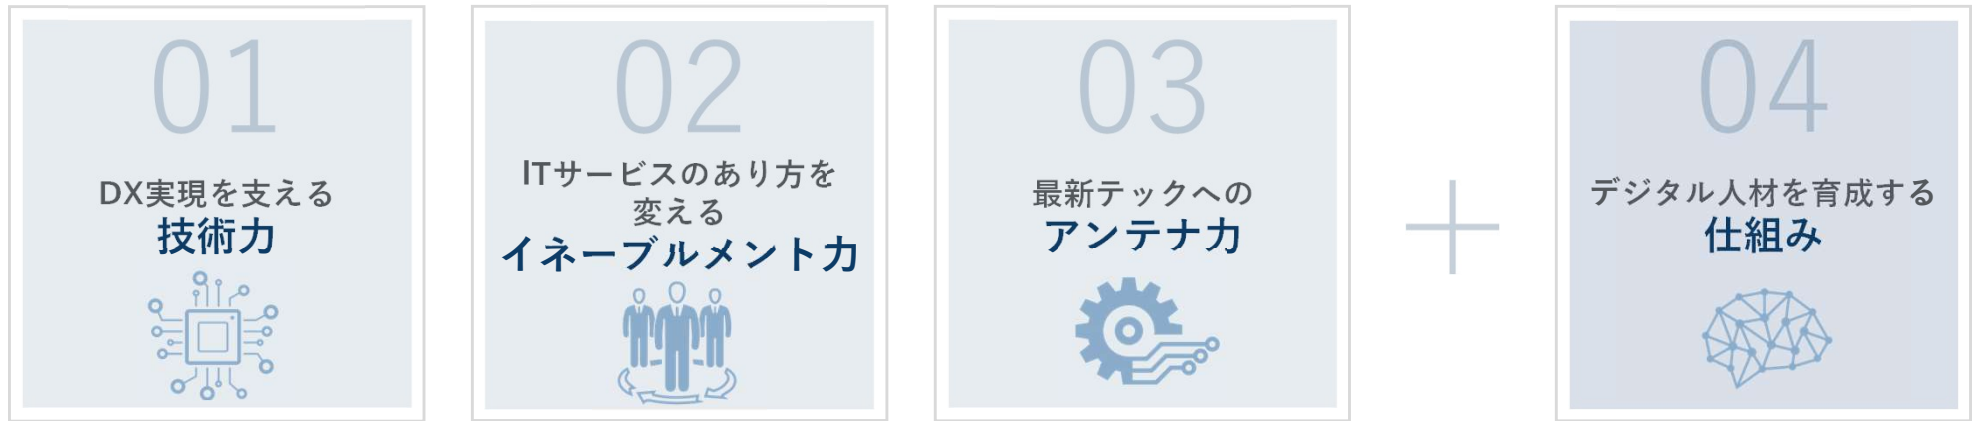 01
DX実現を支える
技術力
02
ITサービスのあり方を
変える
イネーブルメント力
03
最新テックへの
アンテナ力
04
デジタル人材を育成する
仕組み